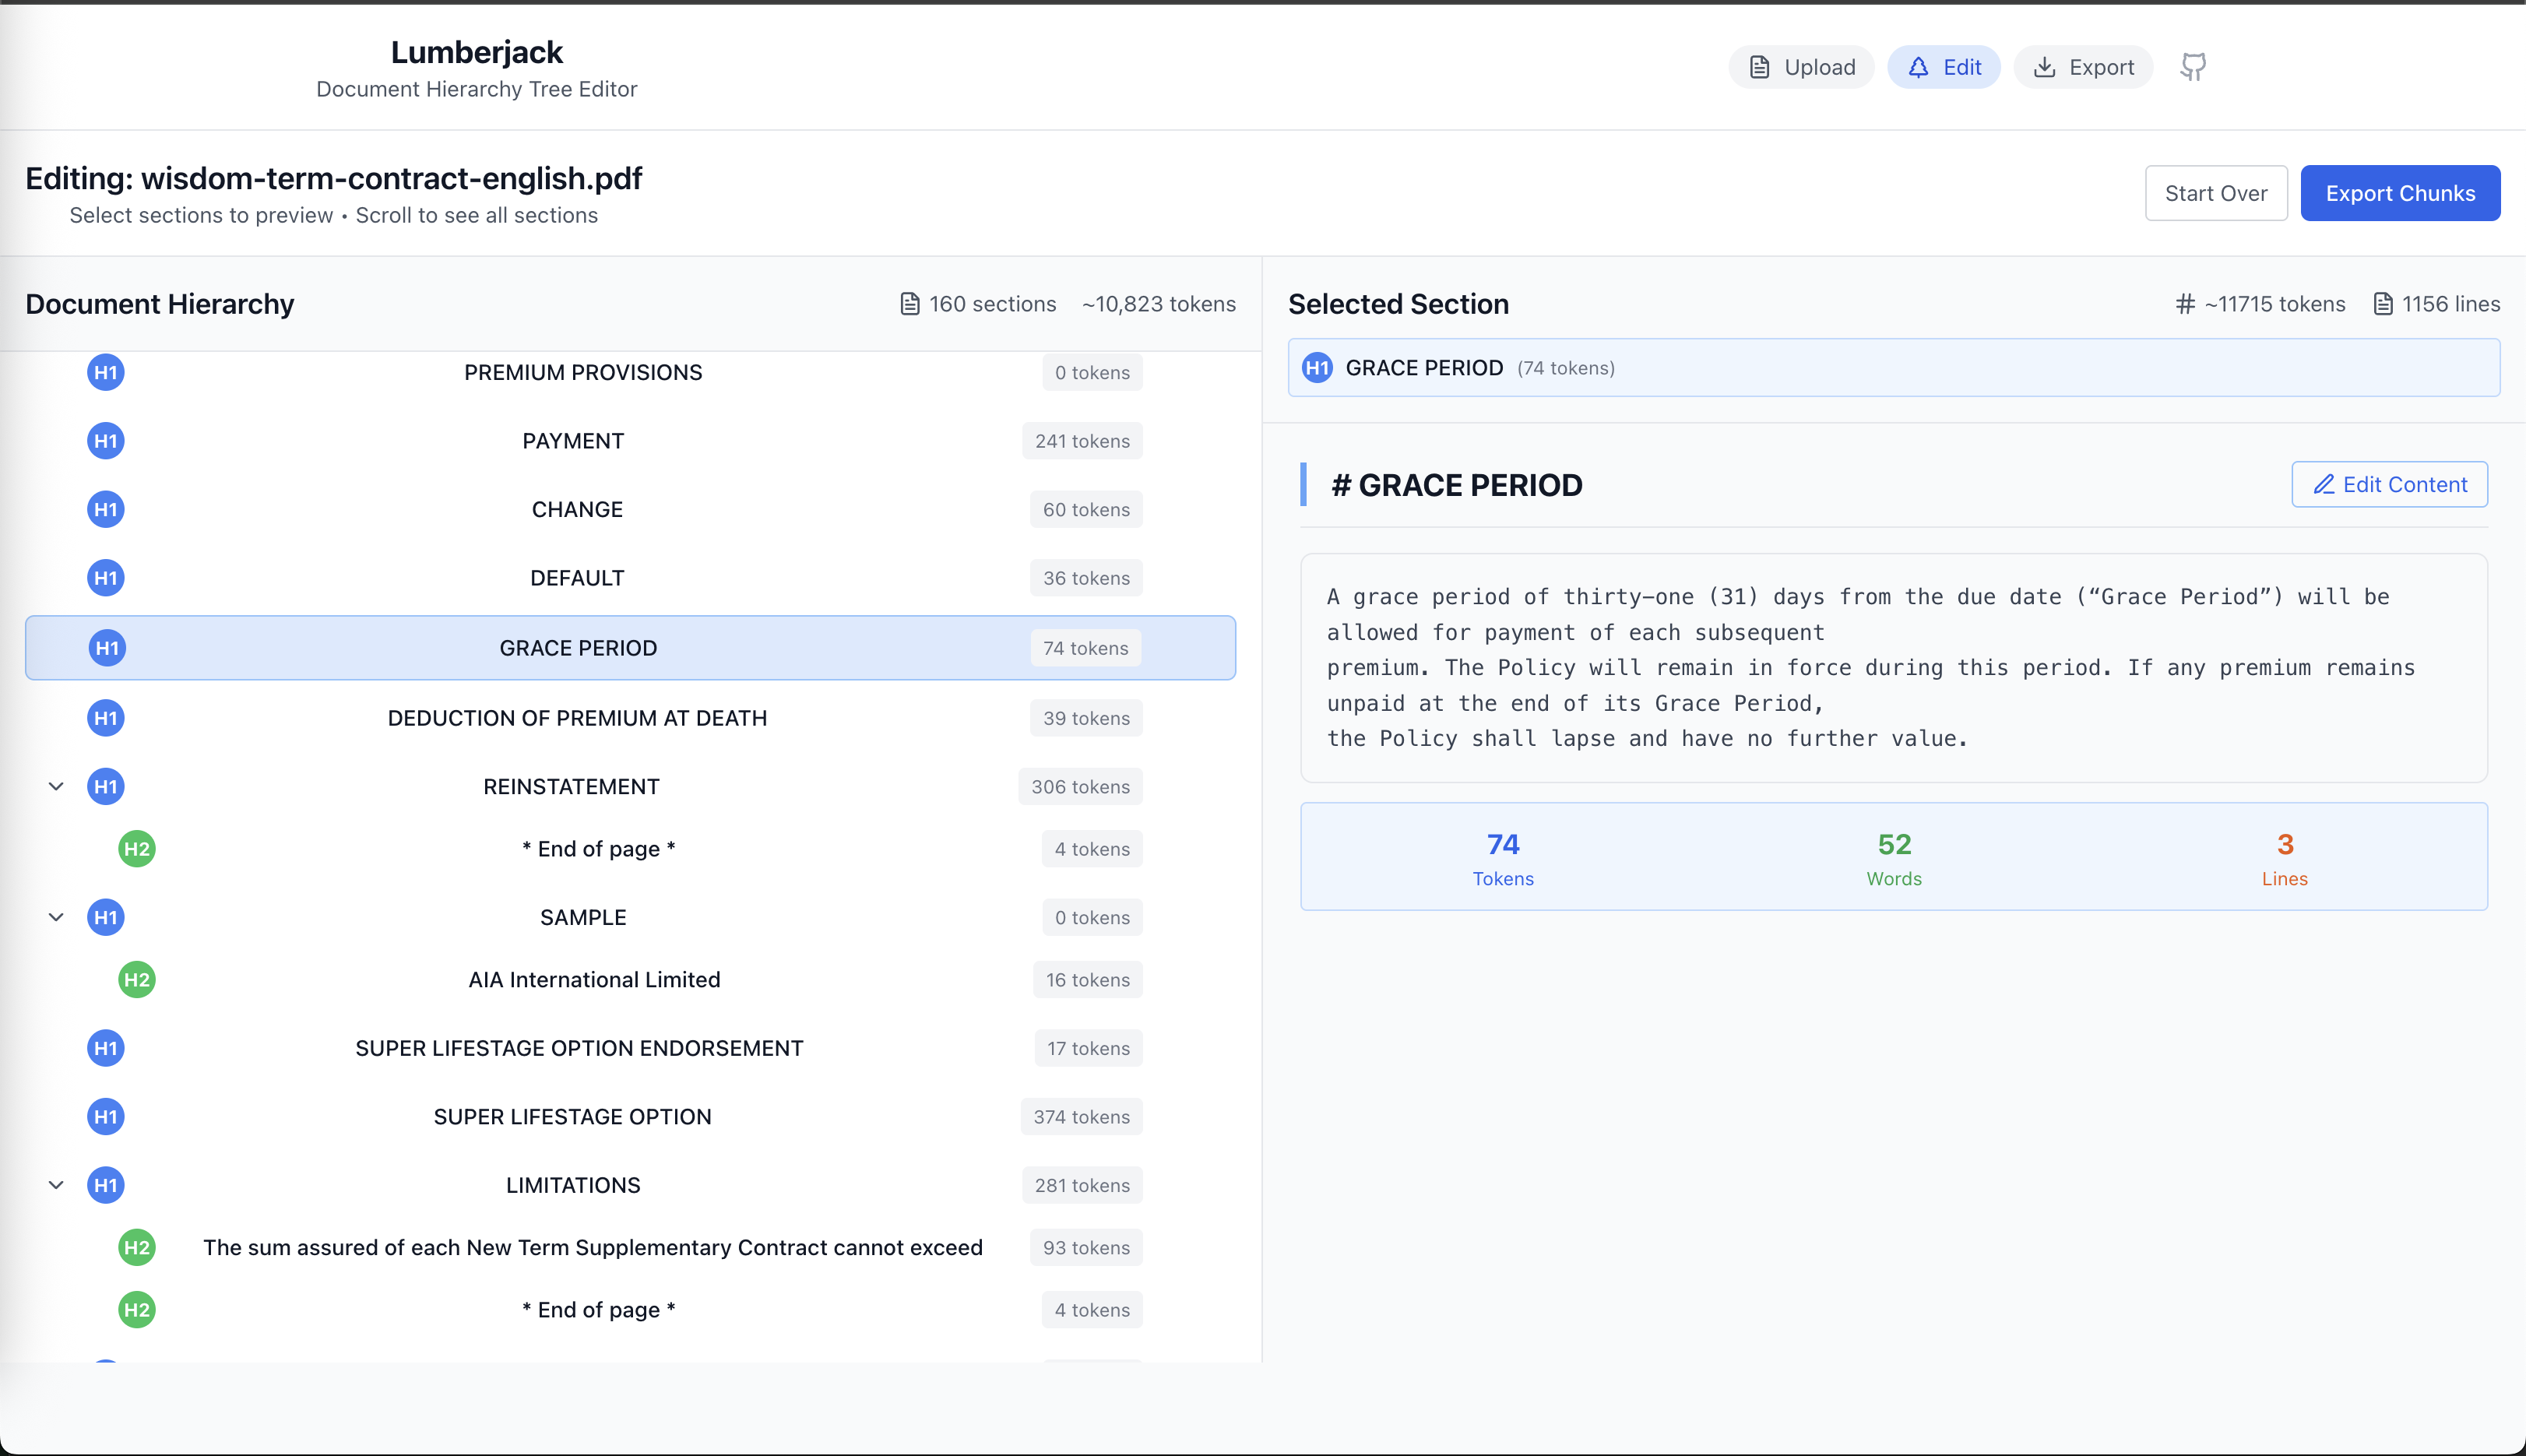 Lumberjack
Document Hierarchy Tree Editor
Upload
Edit
Export
Editing: wisdom-term-contract-english.pdf
Select sections to preview • Scroll to see all sections
Start Over
Export Chunks
Document Hierarchy
160 sections
~10,823 tokens
H1 PREMIUM PROVISIONS 0 tokens
H1 PAYMENT 241 tokens
H1 CHANGE 60 tokens
H1 DEFAULT 36 tokens
H1 GRACE PERIOD 74 tokens
H1 DEDUCTION OF PREMIUM AT DEATH 39 tokens
H1 REINSTATEMENT 306 tokens
H2 * End of page * 4 tokens
H1 SAMPLE 0 tokens
H2 AIA International Limited 16 tokens
H1 SUPER LIFESTAGE OPTION ENDORSEMENT 17 tokens
H1 SUPER LIFESTAGE OPTION 374 tokens
H1 LIMITATIONS 281 tokens
H2 The sum assured of each New Term Supplementary Contract cannot exceed 93 tokens
H2 * End of page * 4 tokens
Selected Section
# ~11715 tokens
1156 lines
H1 GRACE PERIOD (74 tokens)
# GRACE PERIOD
Edit Content
A grace period of thirty–one (31) days from the due date (“Grace Period”) will be
allowed for payment of each subsequent
premium. The Policy will remain in force during this period. If any premium remains
unpaid at the end of its Grace Period,
the Policy shall lapse and have no further value.
74
Tokens
52
Words
3
Lines